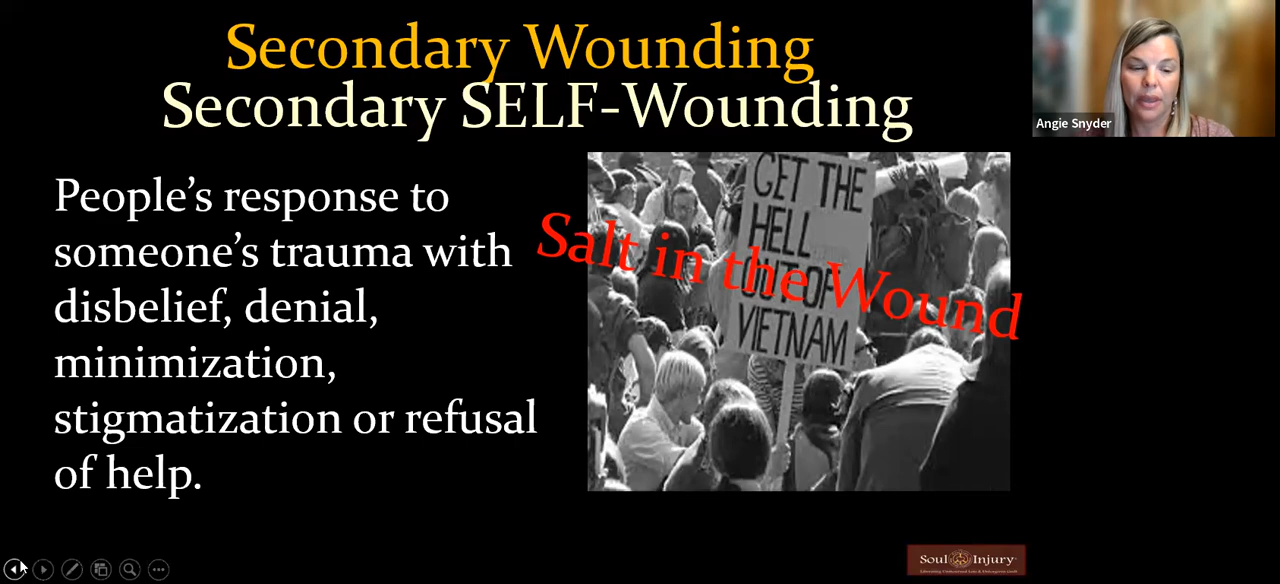 Secondary Wounding
Secondary SELF-Wounding
Angie Snyder
People's response to
someone's trauma with
disbelief, denial,
minimization,
stigmatization or refusal
of help.
GET THE
HELL
OUT OF
VIETNAM
Salt in the Wound
Soul Injury